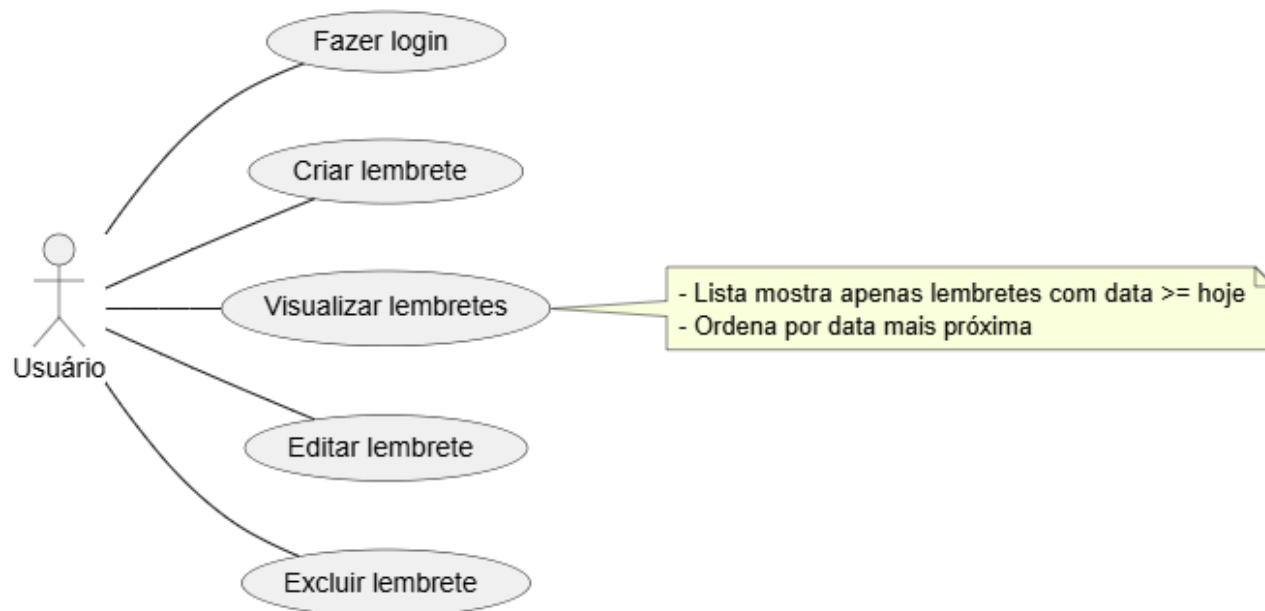 Fazer login
Criar lembrete
Visualizar lembretes
- Lista mostra apenas lembretes com data >= hoje
- Ordena por data mais próxima
Usuário
Editar lembrete
Excluir lembrete